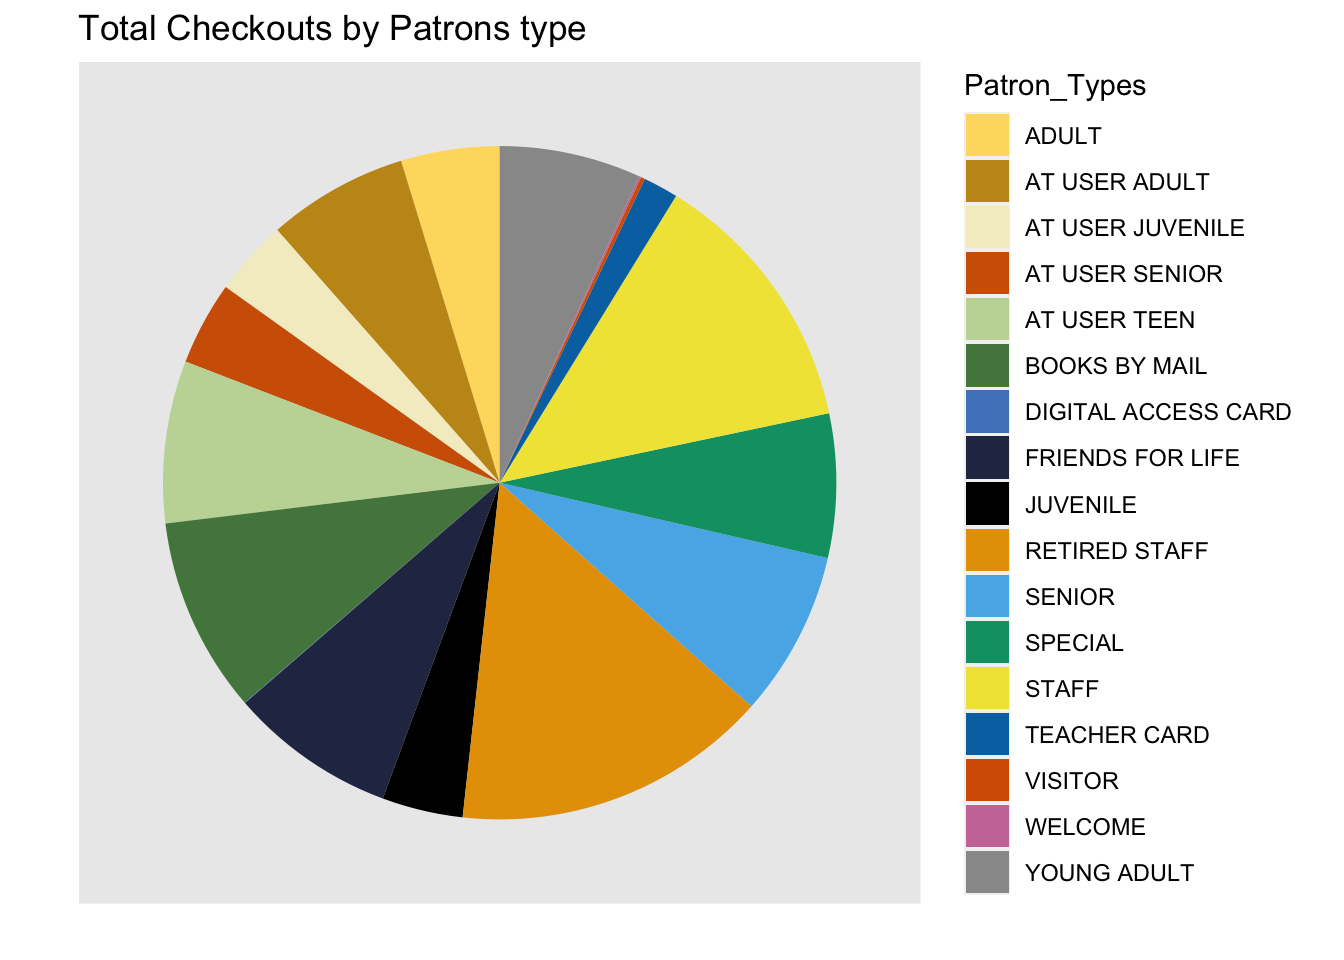 Total Checkouts by Patrons type
Patron_Types
ADULT
AT USER ADULT
AT USER JUVENILE
AT USER SENIOR
AT USER TEEN
BOOKS BY MAIL
DIGITAL ACCESS CARD
FRIENDS FOR LIFE
JUVENILE
RETIRED STAFF
SENIOR
SPECIAL
STAFF
TEACHER CARD
VISITOR
WELCOME
YOUNG ADULT